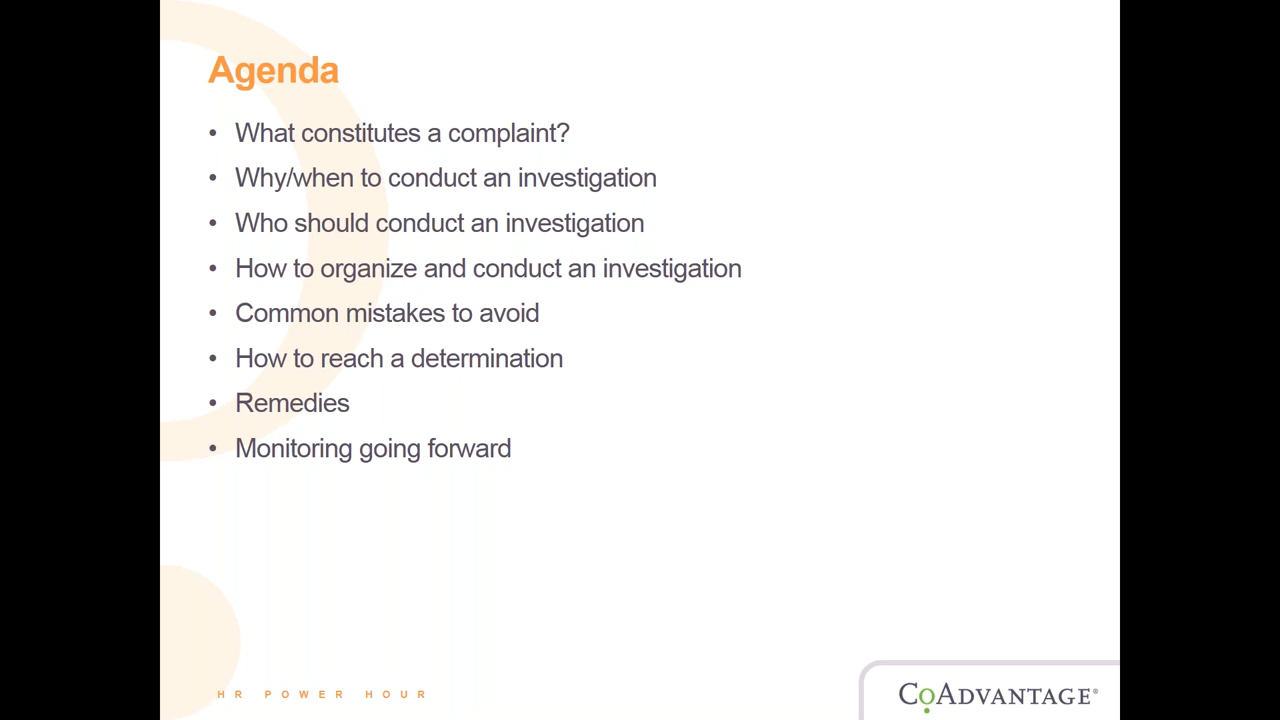 Agenda
• What constitutes a complaint?
• Why/when to conduct an investigation
• Who should conduct an investigation
• How to organize and conduct an investigation
• Common mistakes to avoid
• How to reach a determination
• Remedies
• Monitoring going forward
HR POWER HOUR
COADVANTAGE®